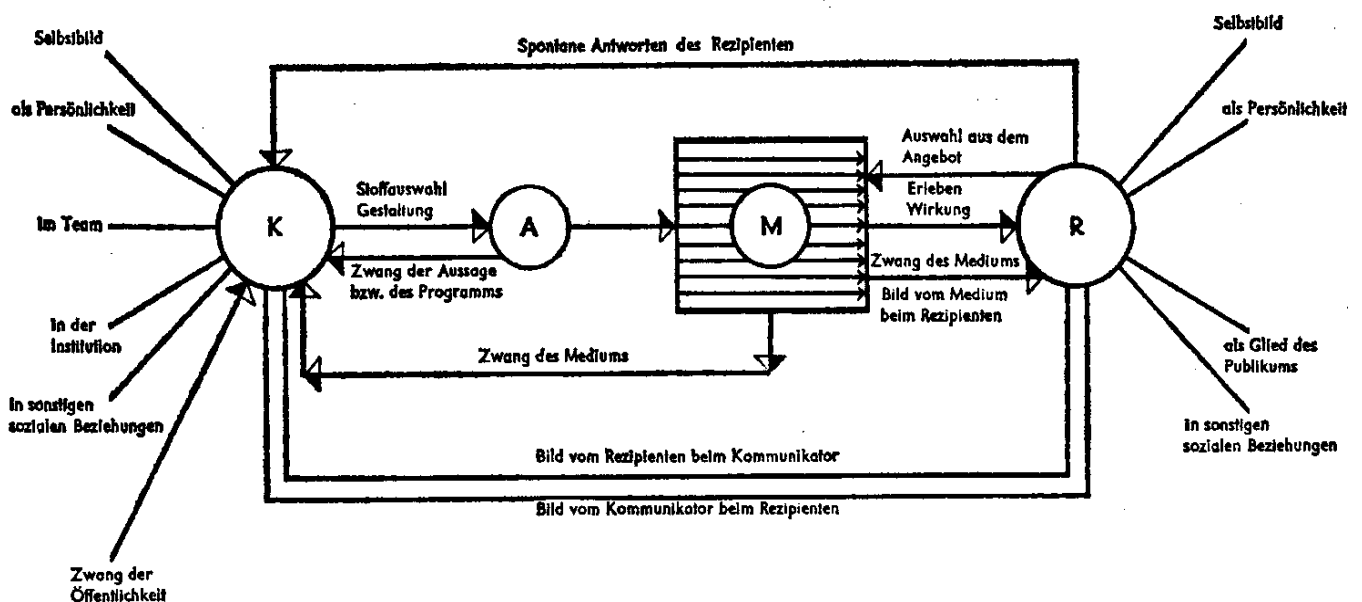 Selbstbild
als Persönlichkeit
im Team
In der
Institution
In sonstigen
sozialen Beziehungen
Zwang der
Öffentlichkeit
Spontane Antworten des Rezipienten
K
Stoffauswahl
Gestaltung
Zwang der Aussage
bzw. des Programms
A
M
Zwang des Mediums
Auswahl aus dem
Angebot
Erleben
Wirkung
Zwang des Mediums
Bild vom Medium
beim Rezipienten
R
Bild vom Rezipienten beim Kommunikator
Bild vom Kommunikator beim Rezipienten
Selbstbild
als Persönlichkeit
als Glied des
Publikums
In sonstigen
sozialen Beziehungen